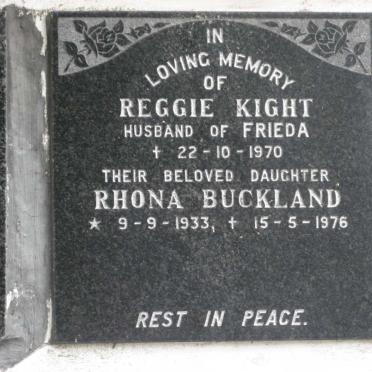 IN
LOVING MEMORY
OF
REGGIE KIGHT
HUSBAND OF FRIEDA
† 22-10-1970
THEIR BELOVED DAUGHTER
RHONA BUCKLAND
★ 9-9-1933, † 15-5-1976
REST IN PEACE.